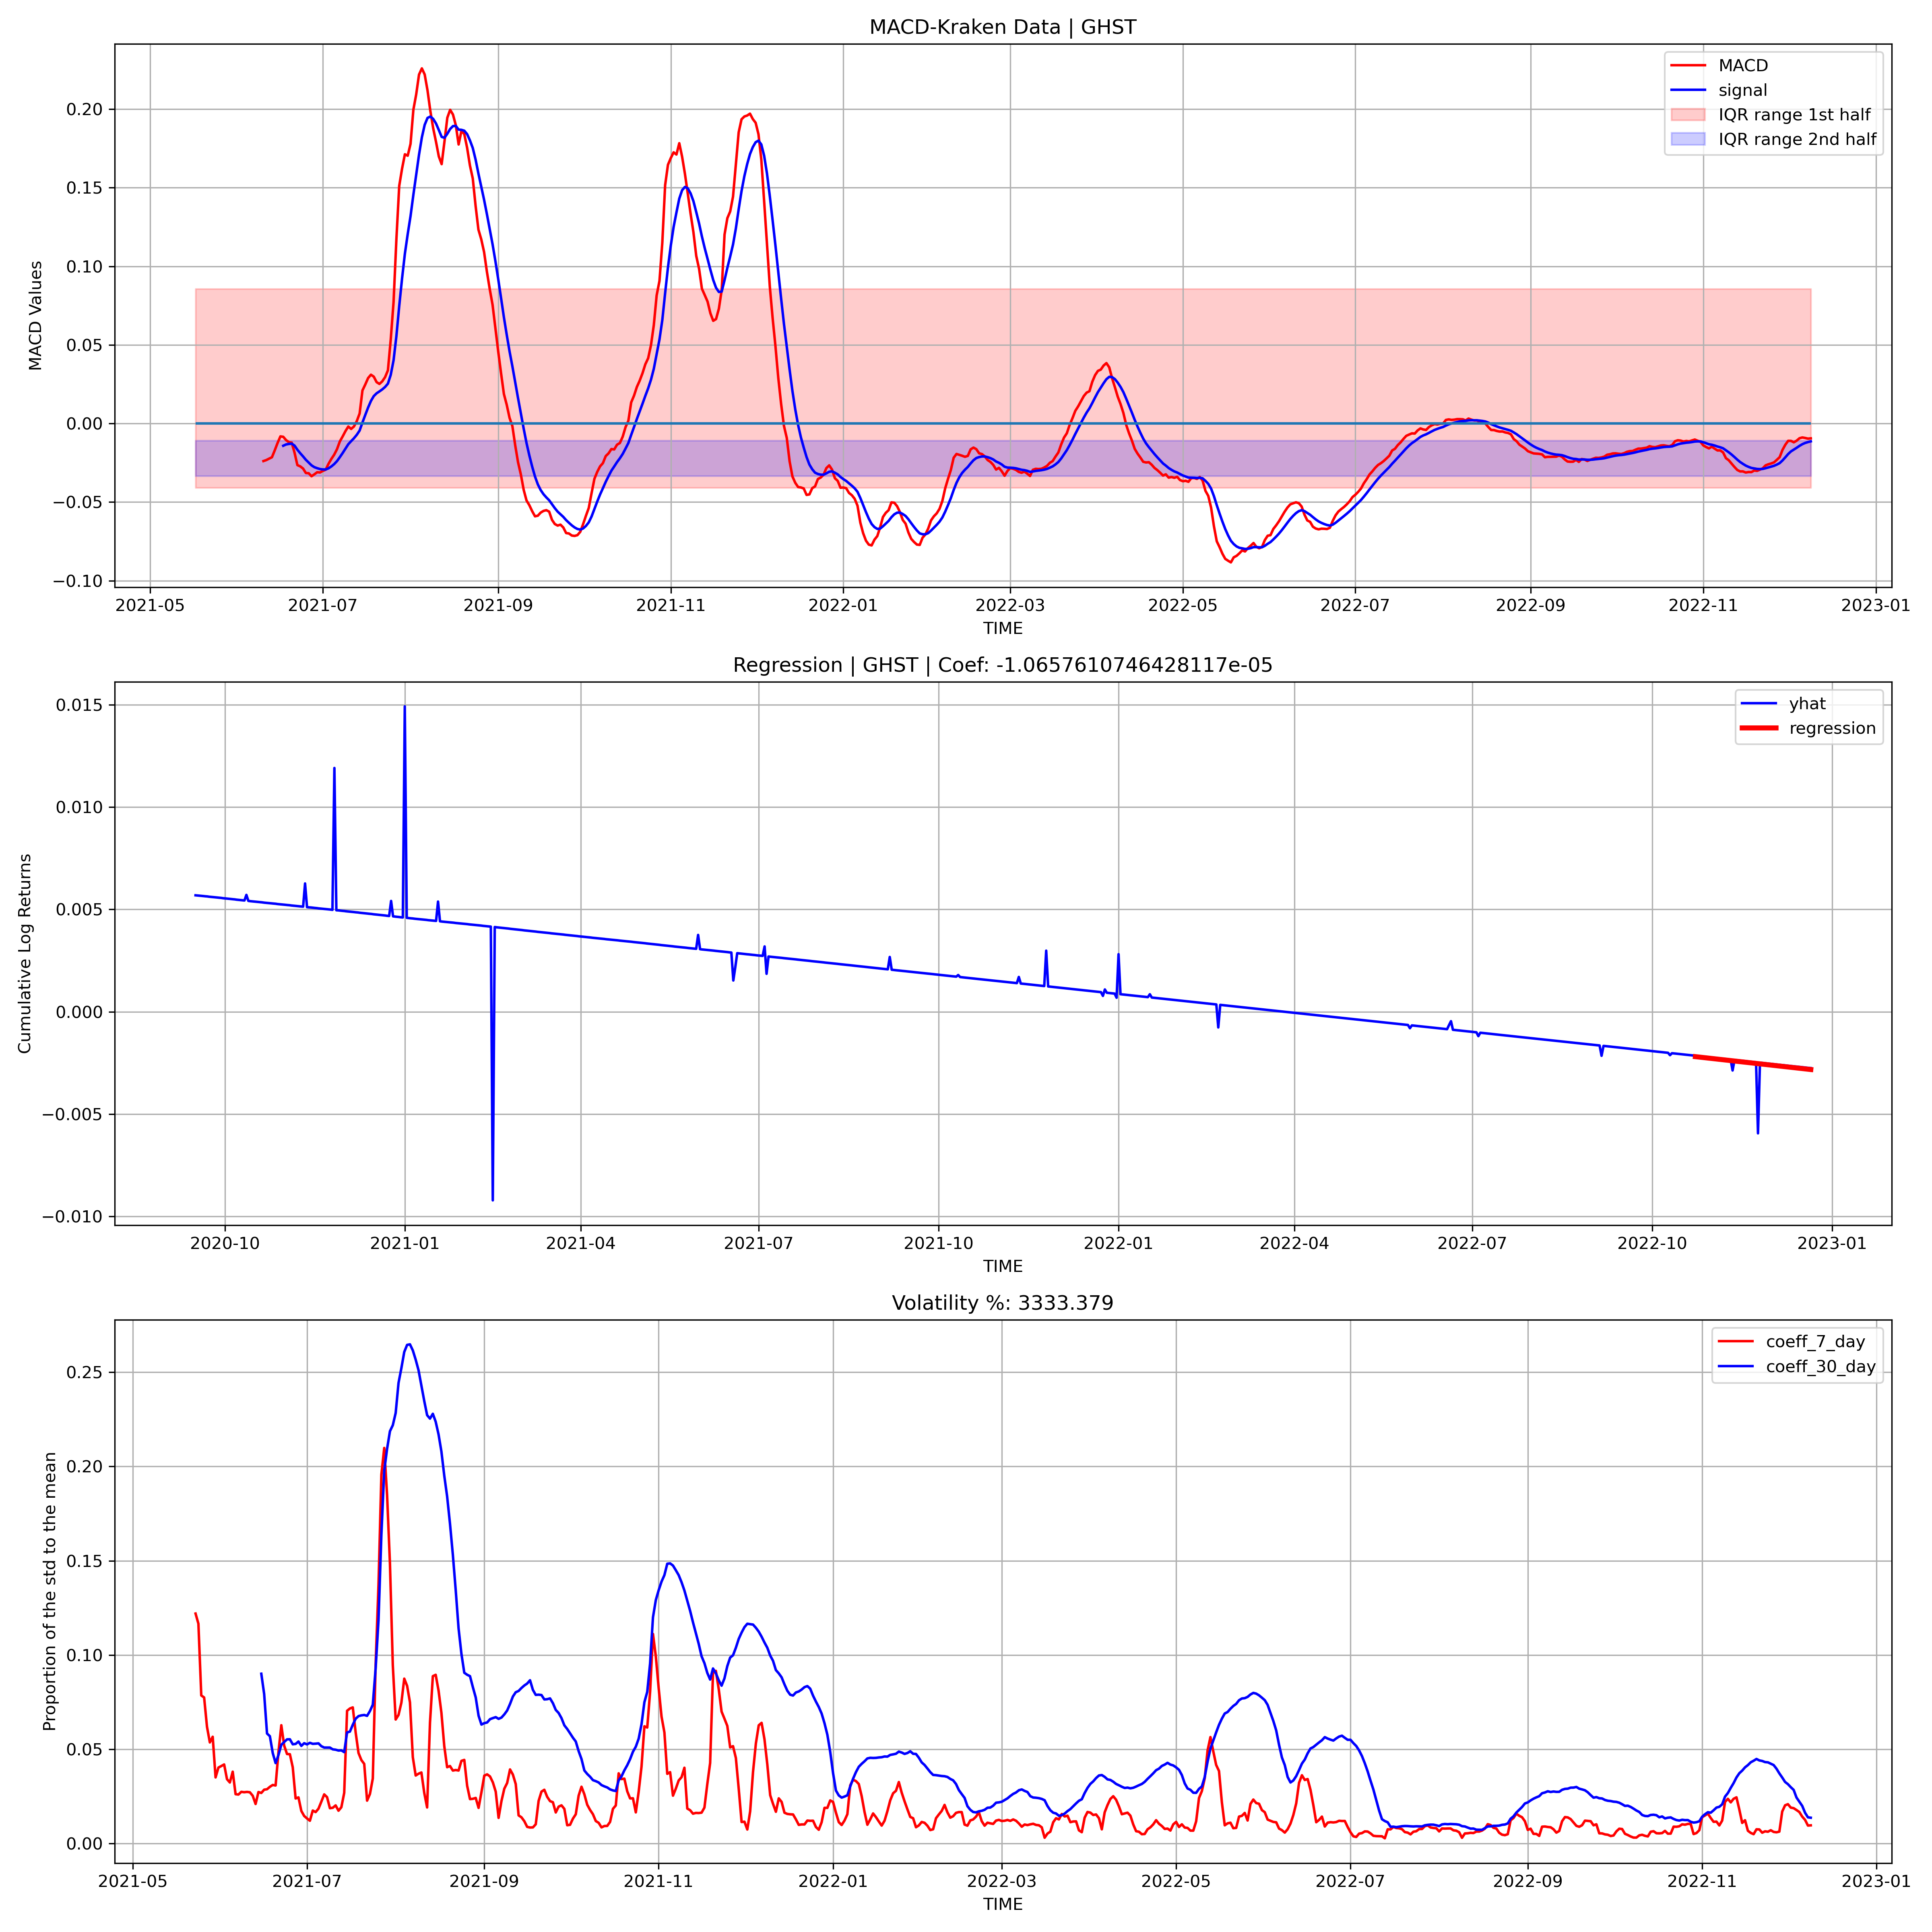 MACD-Kraken Data | GHST
MACD Values
0.20
0.15
0.10
0.05
0.00
−0.05
−0.10
MACD
signal
IQR range 1st half
IQR range 2nd half
2021-05 2021-07 2021-09 2021-11 2022-01 2022-03 2022-05 2022-07 2022-09 2022-11 2023-01
TIME
Regression | GHST | Coef: -1.0657610746428117e-05
Cumulative Log Returns
0.015
0.010
0.005
0.000
−0.005
−0.010
yhat
regression
2020-10 2021-01 2021-04 2021-07 2021-10 2022-01 2022-04 2022-07 2022-10 2023-01
TIME
Volatility %: 3333.379
Proportion of the std to the mean
0.25
0.20
0.15
0.10
0.05
0.00
coeff_7_day
coeff_30_day
2021-05 2021-07 2021-09 2021-11 2022-01 2022-03 2022-05 2022-07 2022-09 2022-11 2023-01
TIME